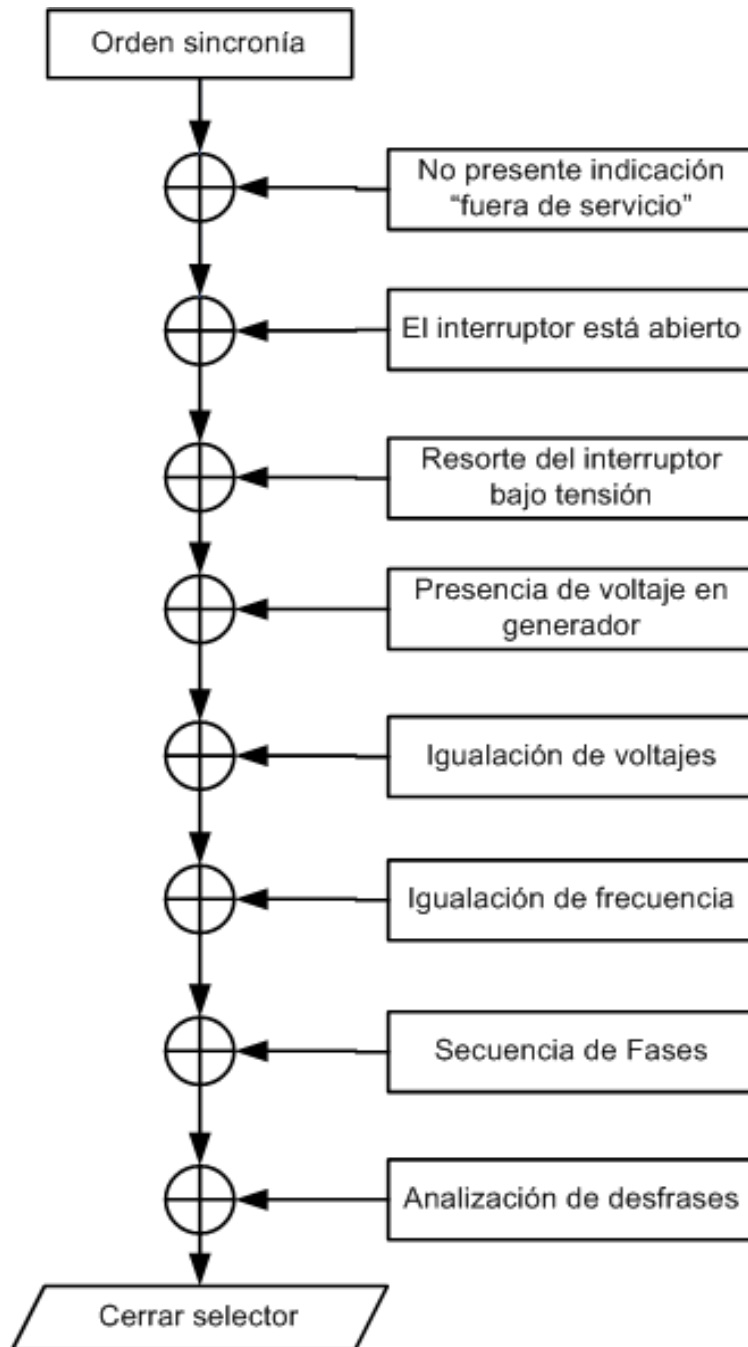 Orden sincronía
No presente indicación
“fuera de servicio”
El interruptor está abierto
Resorte del interruptor
bajo tensión
Presencia de voltaje en
generador
Igualación de voltajes
Igualación de frecuencia
Secuencia de Fases
Analización de desfrases
Cerrar selector